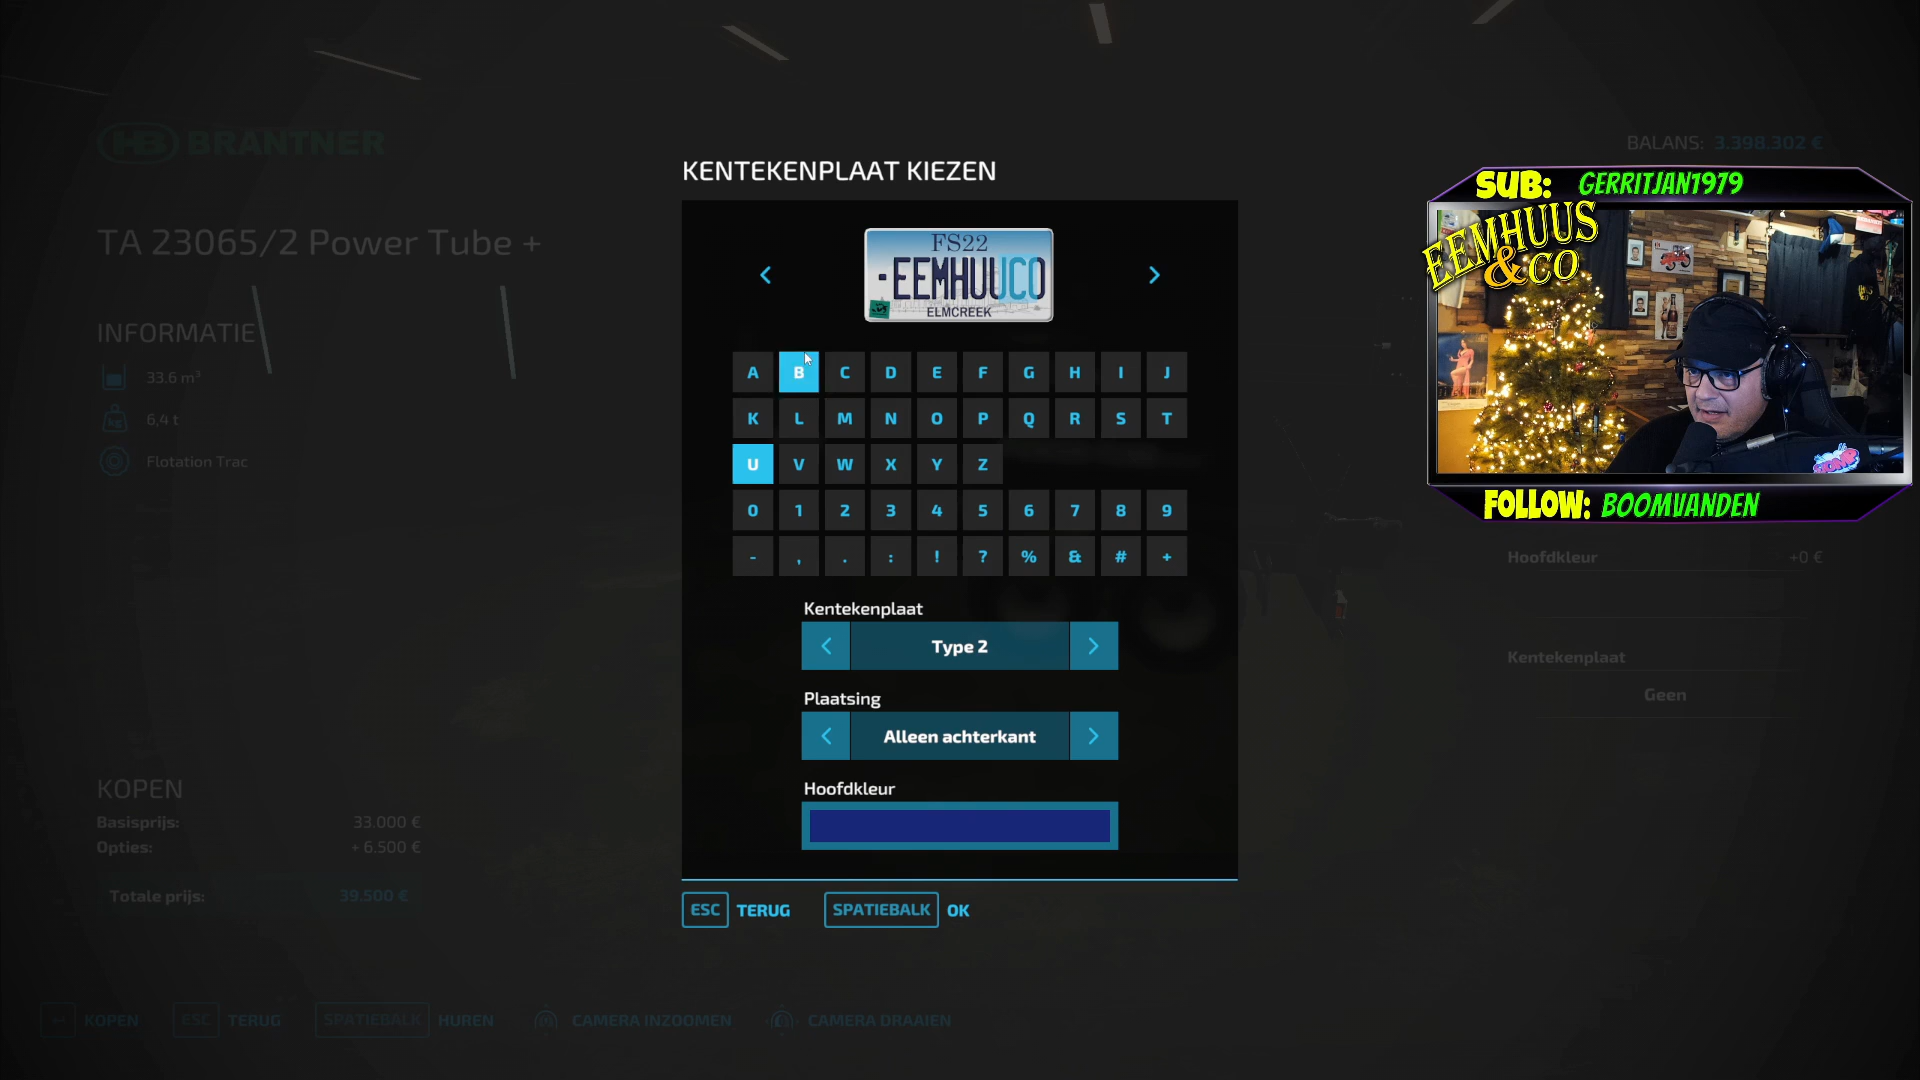 BRANTNER
TA 23065/2 Power Tube +
INFORMATIE
33.6 m³
6,4 t
Flotation Trac
KOPEN
Basisprijs: 33.000 €
Opties: + 6.500 €
Totale prijs: 39.500 €
KENTEKENPLAAT KIEZEN
FS22
-EEMHUUCO
ELMCREEK
A B C D E F G H I J
K L M N O P Q R S T
U V W X Y Z
0 1 2 3 4 5 6 7 8 9
- , . : ! ? % & # +
Kentekenplaat
Type 2
Plaatsing
Alleen achterkant
Hoofdkleur
ESC TERUG SPATIEBALK OK
BALANS: 3.398.302 €
SUB: GERRITJAN1979
EEMHUUS
& CO
FOLLOW: BOOMVANDEN
Hoofdkleur +0 €
Kentekenplaat
Geen
KOPEN ESC TERUG SPATIEBALK HUREN CAMERA INZOOMEN CAMERA DRAAIEN